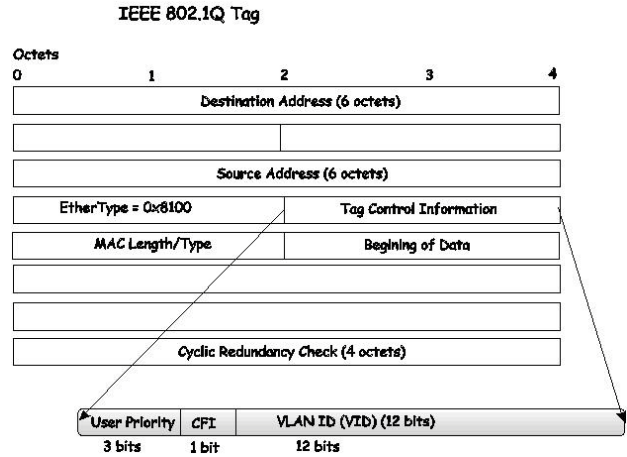 IEEE 802.1Q Tag
Octets
0 1 2 3 4
Destination Address (6 octets)
Source Address (6 octets)
EtherType = 0x8100 Tag Control Information
MAC Length/Type Begining of Data
Cyclic Redundancy Check (4 octets)
User Priority CFI VLAN ID (VID) (12 bits)
3 bits 1 bit 12 bits